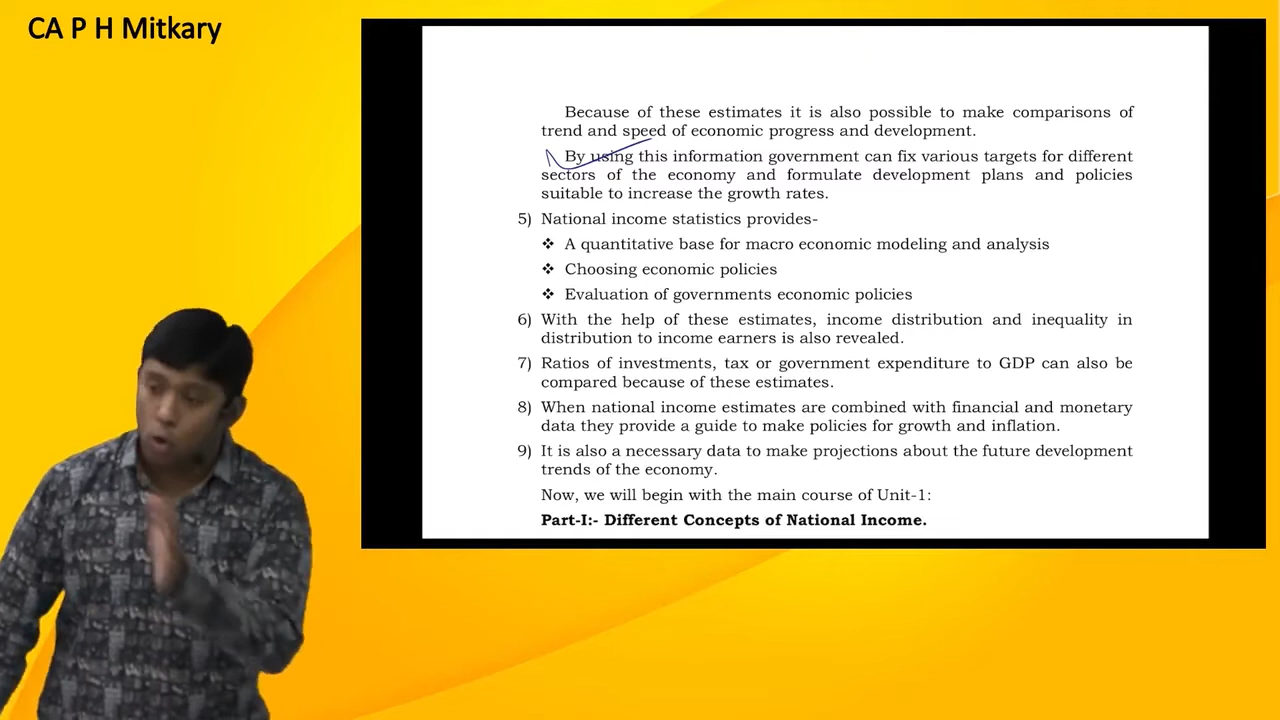 CA P H Mitkary
Because of these estimates it is also possible to make comparisons of
trend and speed of economic progress and development.
By using this information government can fix various targets for different
sectors of the economy and formulate development plans and policies
suitable to increase the growth rates.
5) National income statistics provides-
❖ A quantitative base for macro economic modeling and analysis
❖ Choosing economic policies
❖ Evaluation of governments economic policies
6) With the help of these estimates, income distribution and inequality in
distribution to income earners is also revealed.
7) Ratios of investments, tax or government expenditure to GDP can also be
compared because of these estimates.
8) When national income estimates are combined with financial and monetary
data they provide a guide to make policies for growth and inflation.
9) It is also a necessary data to make projections about the future development
trends of the economy.
Now, we will begin with the main course of Unit-1:
Part-I:- Different Concepts of National Income.